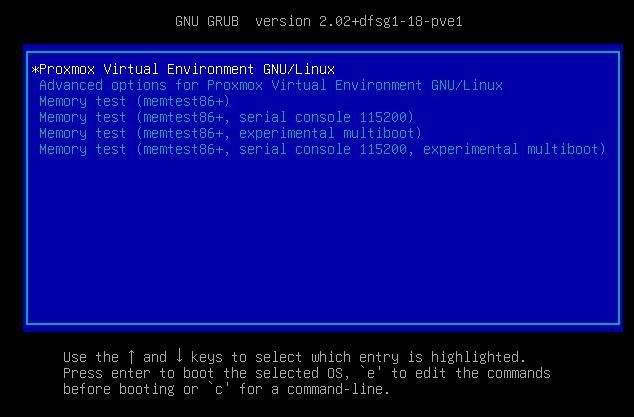 GNU GRUB  version 2.02+dfsg1-18-pve1
*Proxmox Virtual Environment GNU/Linux
Advanced options for Proxmox Virtual Environment GNU/Linux
Memory test (memtest86+)
Memory test (memtest86+, serial console 115200)
Memory test (memtest86+, experimental multiboot)
Memory test (memtest86+, serial console 115200, experimental multiboot)
Use the ↑ and ↓ keys to select which entry is highlighted.
Press enter to boot the selected OS, `e' to edit the commands
before booting or `c' for a command-line.